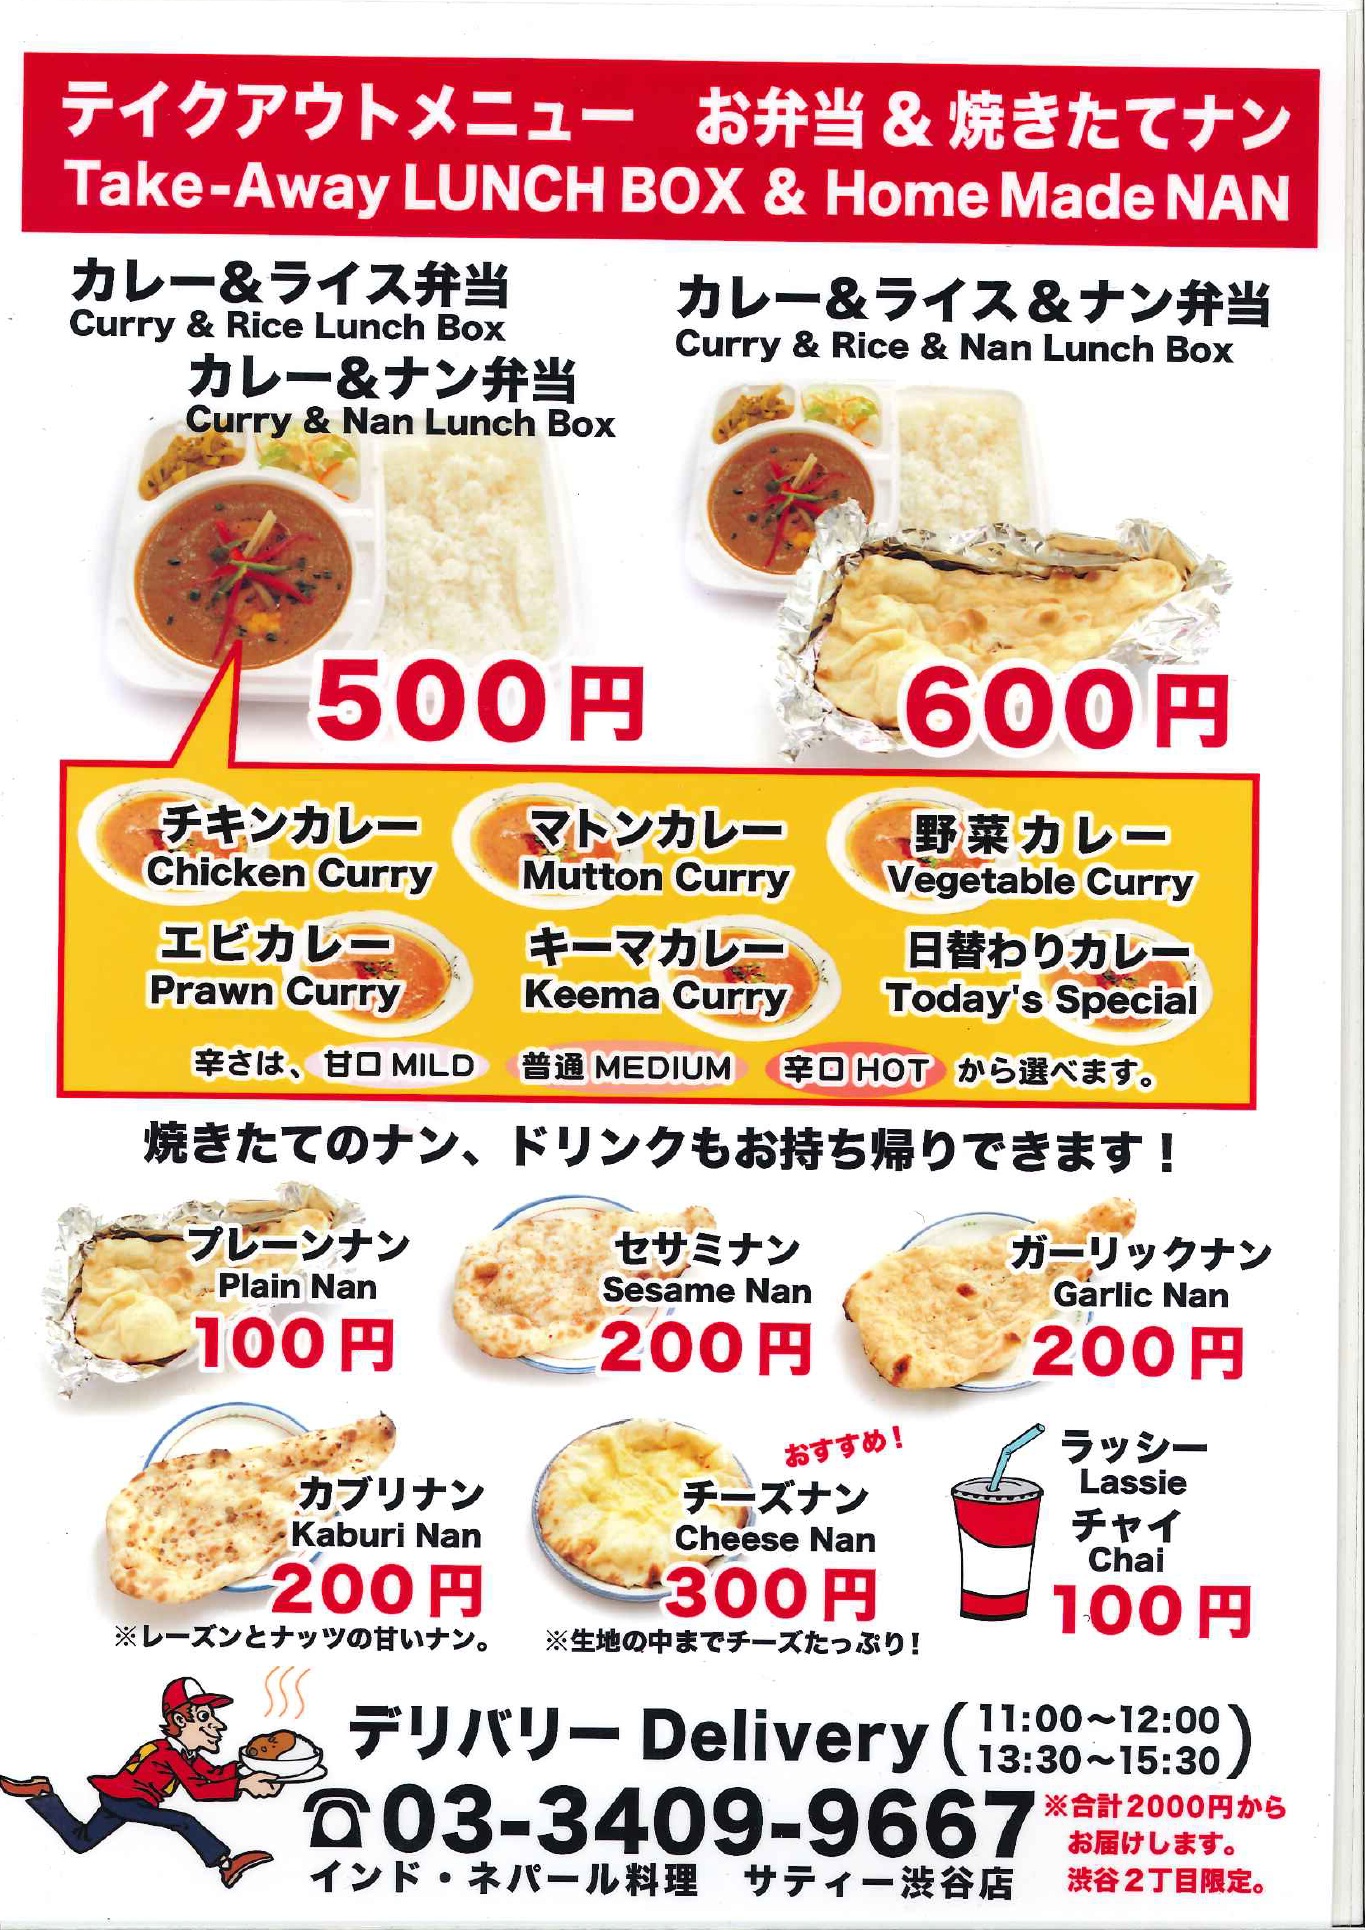 テイクアウトメニュー お弁当 & 焼きたてナン
Take-Away LUNCH BOX & Home Made NAN
カレー&ライス弁当
Curry & Rice Lunch Box
カレー&ナン弁当
Curry & Nan Lunch Box
500円
カレー&ライス&ナン弁当
Curry & Rice & Nan Lunch Box
600円
チキンカレー
Chicken Curry
マトンカレー
Mutton Curry
野菜カレー
Vegetable Curry
エビカレー
Prawn Curry
キーマカレー
Keema Curry
日替わりカレー
Today's Special
辛さは、 甘口 MILD 普通 MEDIUM 辛口 HOT から選べます。
焼きたてのナン、ドリンクもお持ち帰りできます！
プレーンナン
Plain Nan
100円
セサミナン
Sesame Nan
200円
ガーリックナン
Garlic Nan
200円
カブリナン
Kaburi Nan
200円
※レーズンとナッツの甘いナン。
おすすめ！
チーズナン
Cheese Nan
300円
※生地の中までチーズたっぷり！
ラッシー
Lassie
チャイ
Chai
100円
デリバリー Delivery (11:00～12:00
13:30～15:30)
☎03-3409-9667
インド・ネパール料理 サティー渋谷店
※合計2000円から
お届けします。
渋谷2丁目限定。